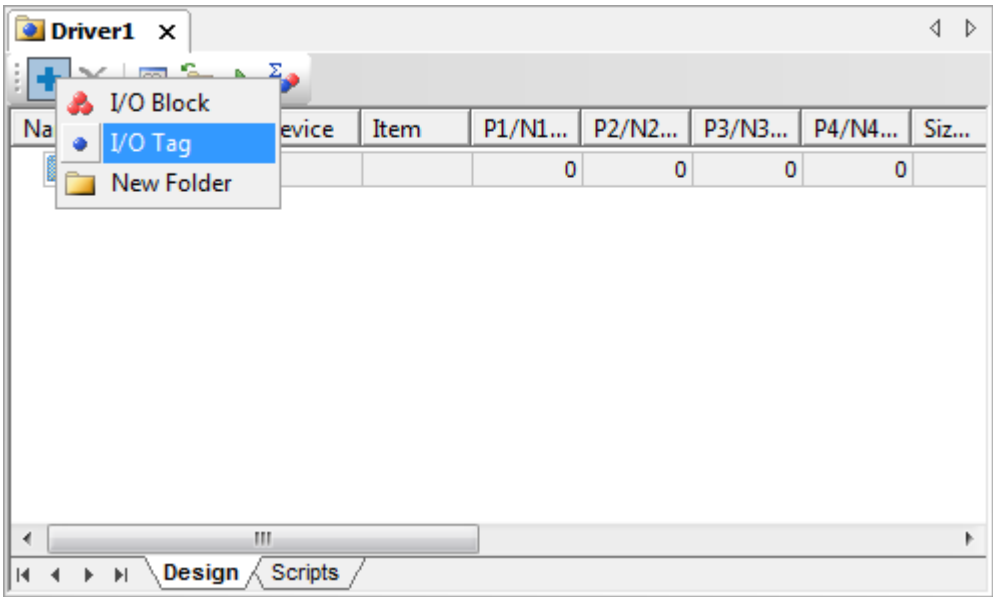 Driver1
I/O Block
Na evice Item P1/N1... P2/N2... P3/N3... P4/N4... Siz...
I/O Tag
0 0 0 0
New Folder
Design Scripts